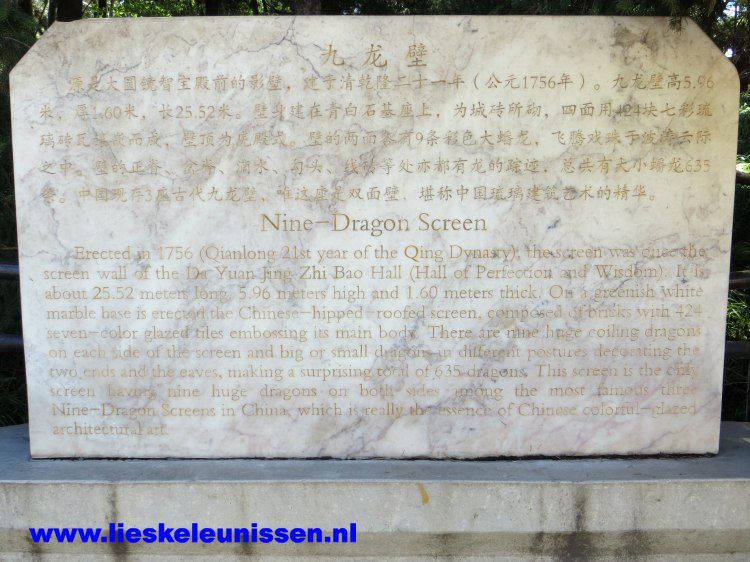 九龙壁
原是大圆镜智宝殿前的影壁，建于清乾隆二十一年（公元1756年）。九龙壁高5.96
米，厚1.60米，长25.52米。壁身建在青白石基座上，为城砖所砌，四面用424块七彩琉
璃砖瓦镶嵌而成，壁顶为庑殿式。壁的两面各有9条彩色大蟠龙，飞腾戏珠于波涛云际
之中。壁的正脊、垂脊、滴水、勾头、线砖等处亦都有龙的踪迹，总共有大小蟠龙635
条。中国现存3座古代九龙壁，唯这座是双面壁，堪称中国琉璃建筑艺术的精华。
Nine-Dragon Screen
Erected in 1756 (Qianlong 21st year of the Qing Dynasty), the screen was once the
screen wall of the Da Yuan Jing Zhi Bao Hall (Hall of Perfection and Wisdom). It is
about 25.52 meters long, 5.96 meters high and 1.60 meters thick. On a greenish white
marble base is erected the Chinese-hipped-roofed screen, composed of bricks with 424
seven-color glazed tiles embossing its main body. There are nine huge coiling dragons
on each side of the screen and big or small dragons in different postures decorating the
two ends and the eaves, making a surprising total of 635 dragons. This screen is the only
screen having nine huge dragons on both sides among the most famous three
Nine-Dragon Screens in China, which is really the essence of Chinese colorful-glazed
architectural art.
www.lieskeleunissen.nl